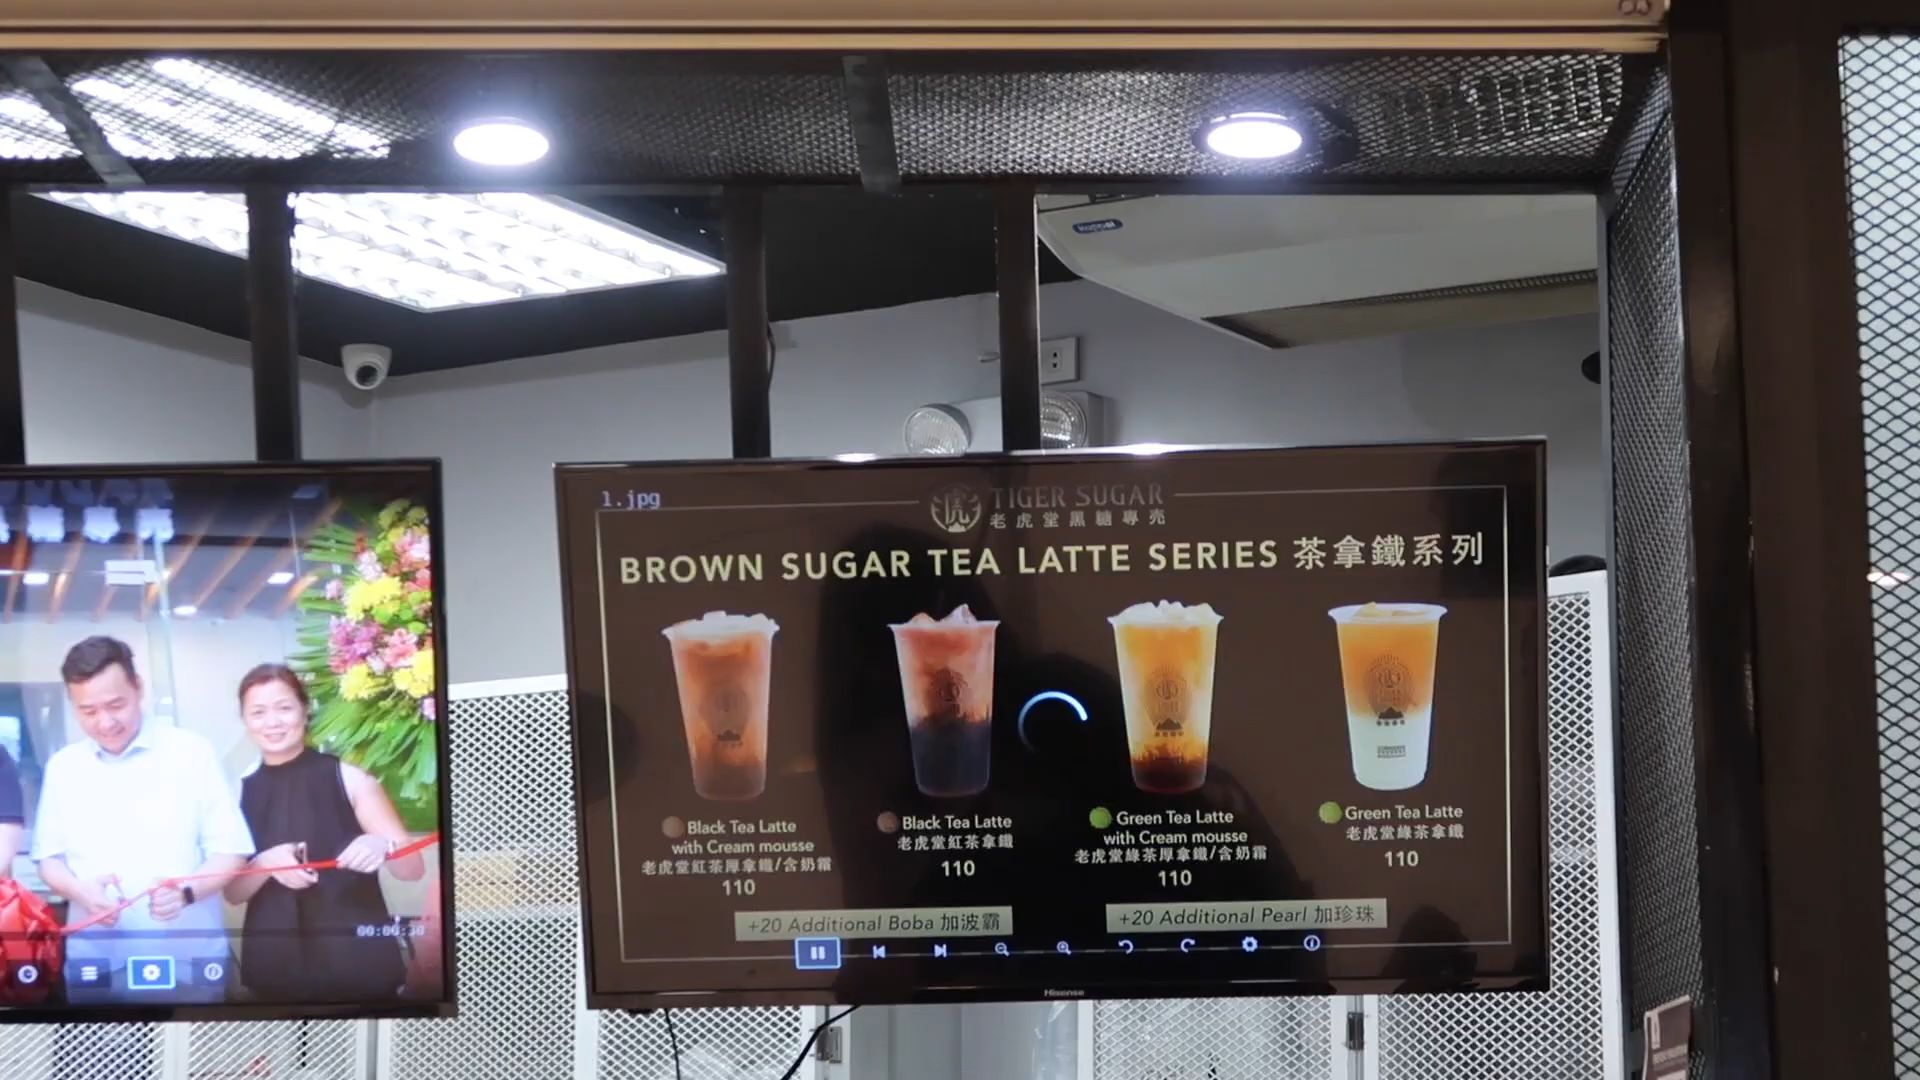 koppel
1.jpg
TIGER SUGAR
老虎堂黑糖專売
BROWN SUGAR TEA LATTE SERIES 茶拿鐵系列
Black Tea Latte
with Cream mousse
老虎堂紅茶厚拿鐵/含奶霜
110
Black Tea Latte
老虎堂紅茶拿鐵
110
Green Tea Latte
with Cream mousse
老虎堂綠茶厚拿鐵/含奶霜
110
Green Tea Latte
老虎堂綠茶拿鐵
110
+20 Additional Boba 加波霸
+20 Additional Pearl 加珍珠
00:00:30
Hisense